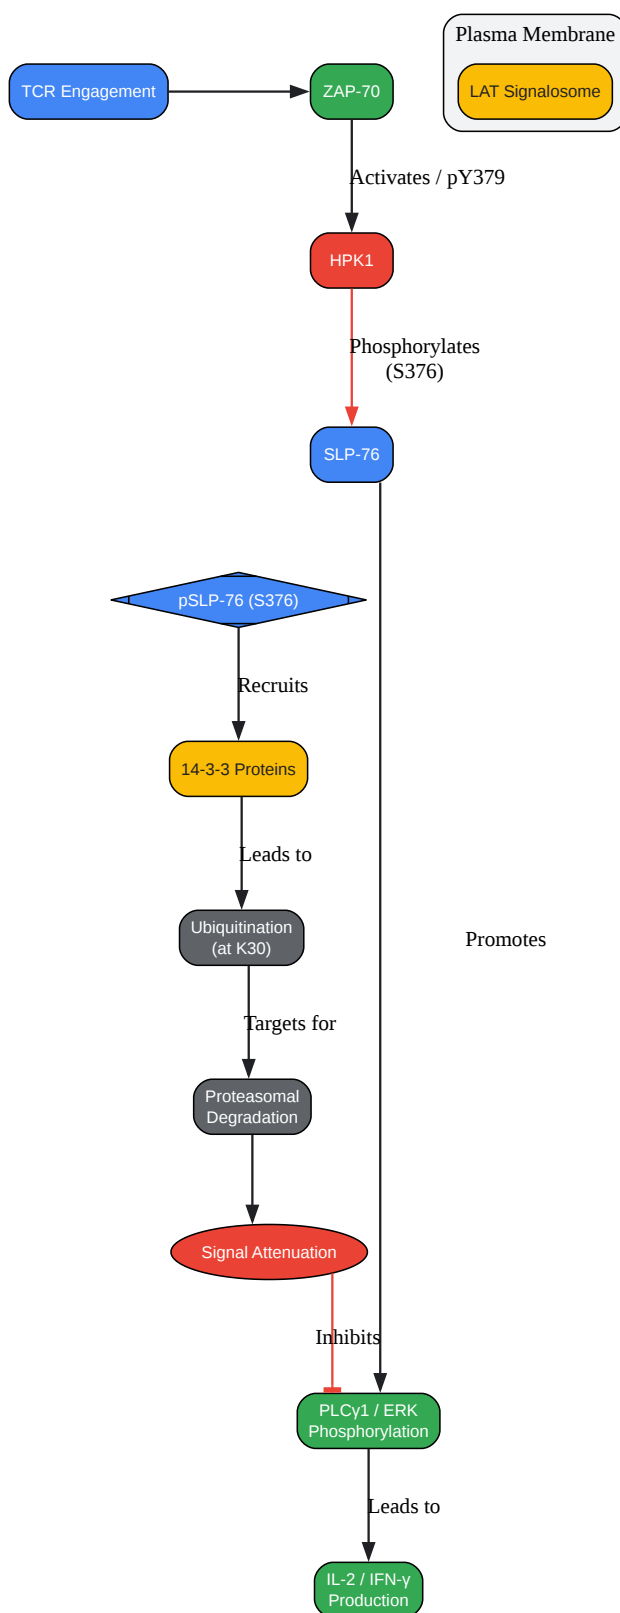 Plasma Membrane
TCR Engagement
ZAP-70
LAT Signalosome
Activates / pY379
HPK1
Phosphorylates
(S376)
SLP-76
pSLP-76 (S376)
Recruits
14-3-3 Proteins
Leads to
Ubiquitination
(at K30)
Promotes
Targets for
Proteasomal
Degradation
Signal Attenuation
Inhibits
PLCγ1 / ERK
Phosphorylation
Leads to
IL-2 / IFN-γ
Production